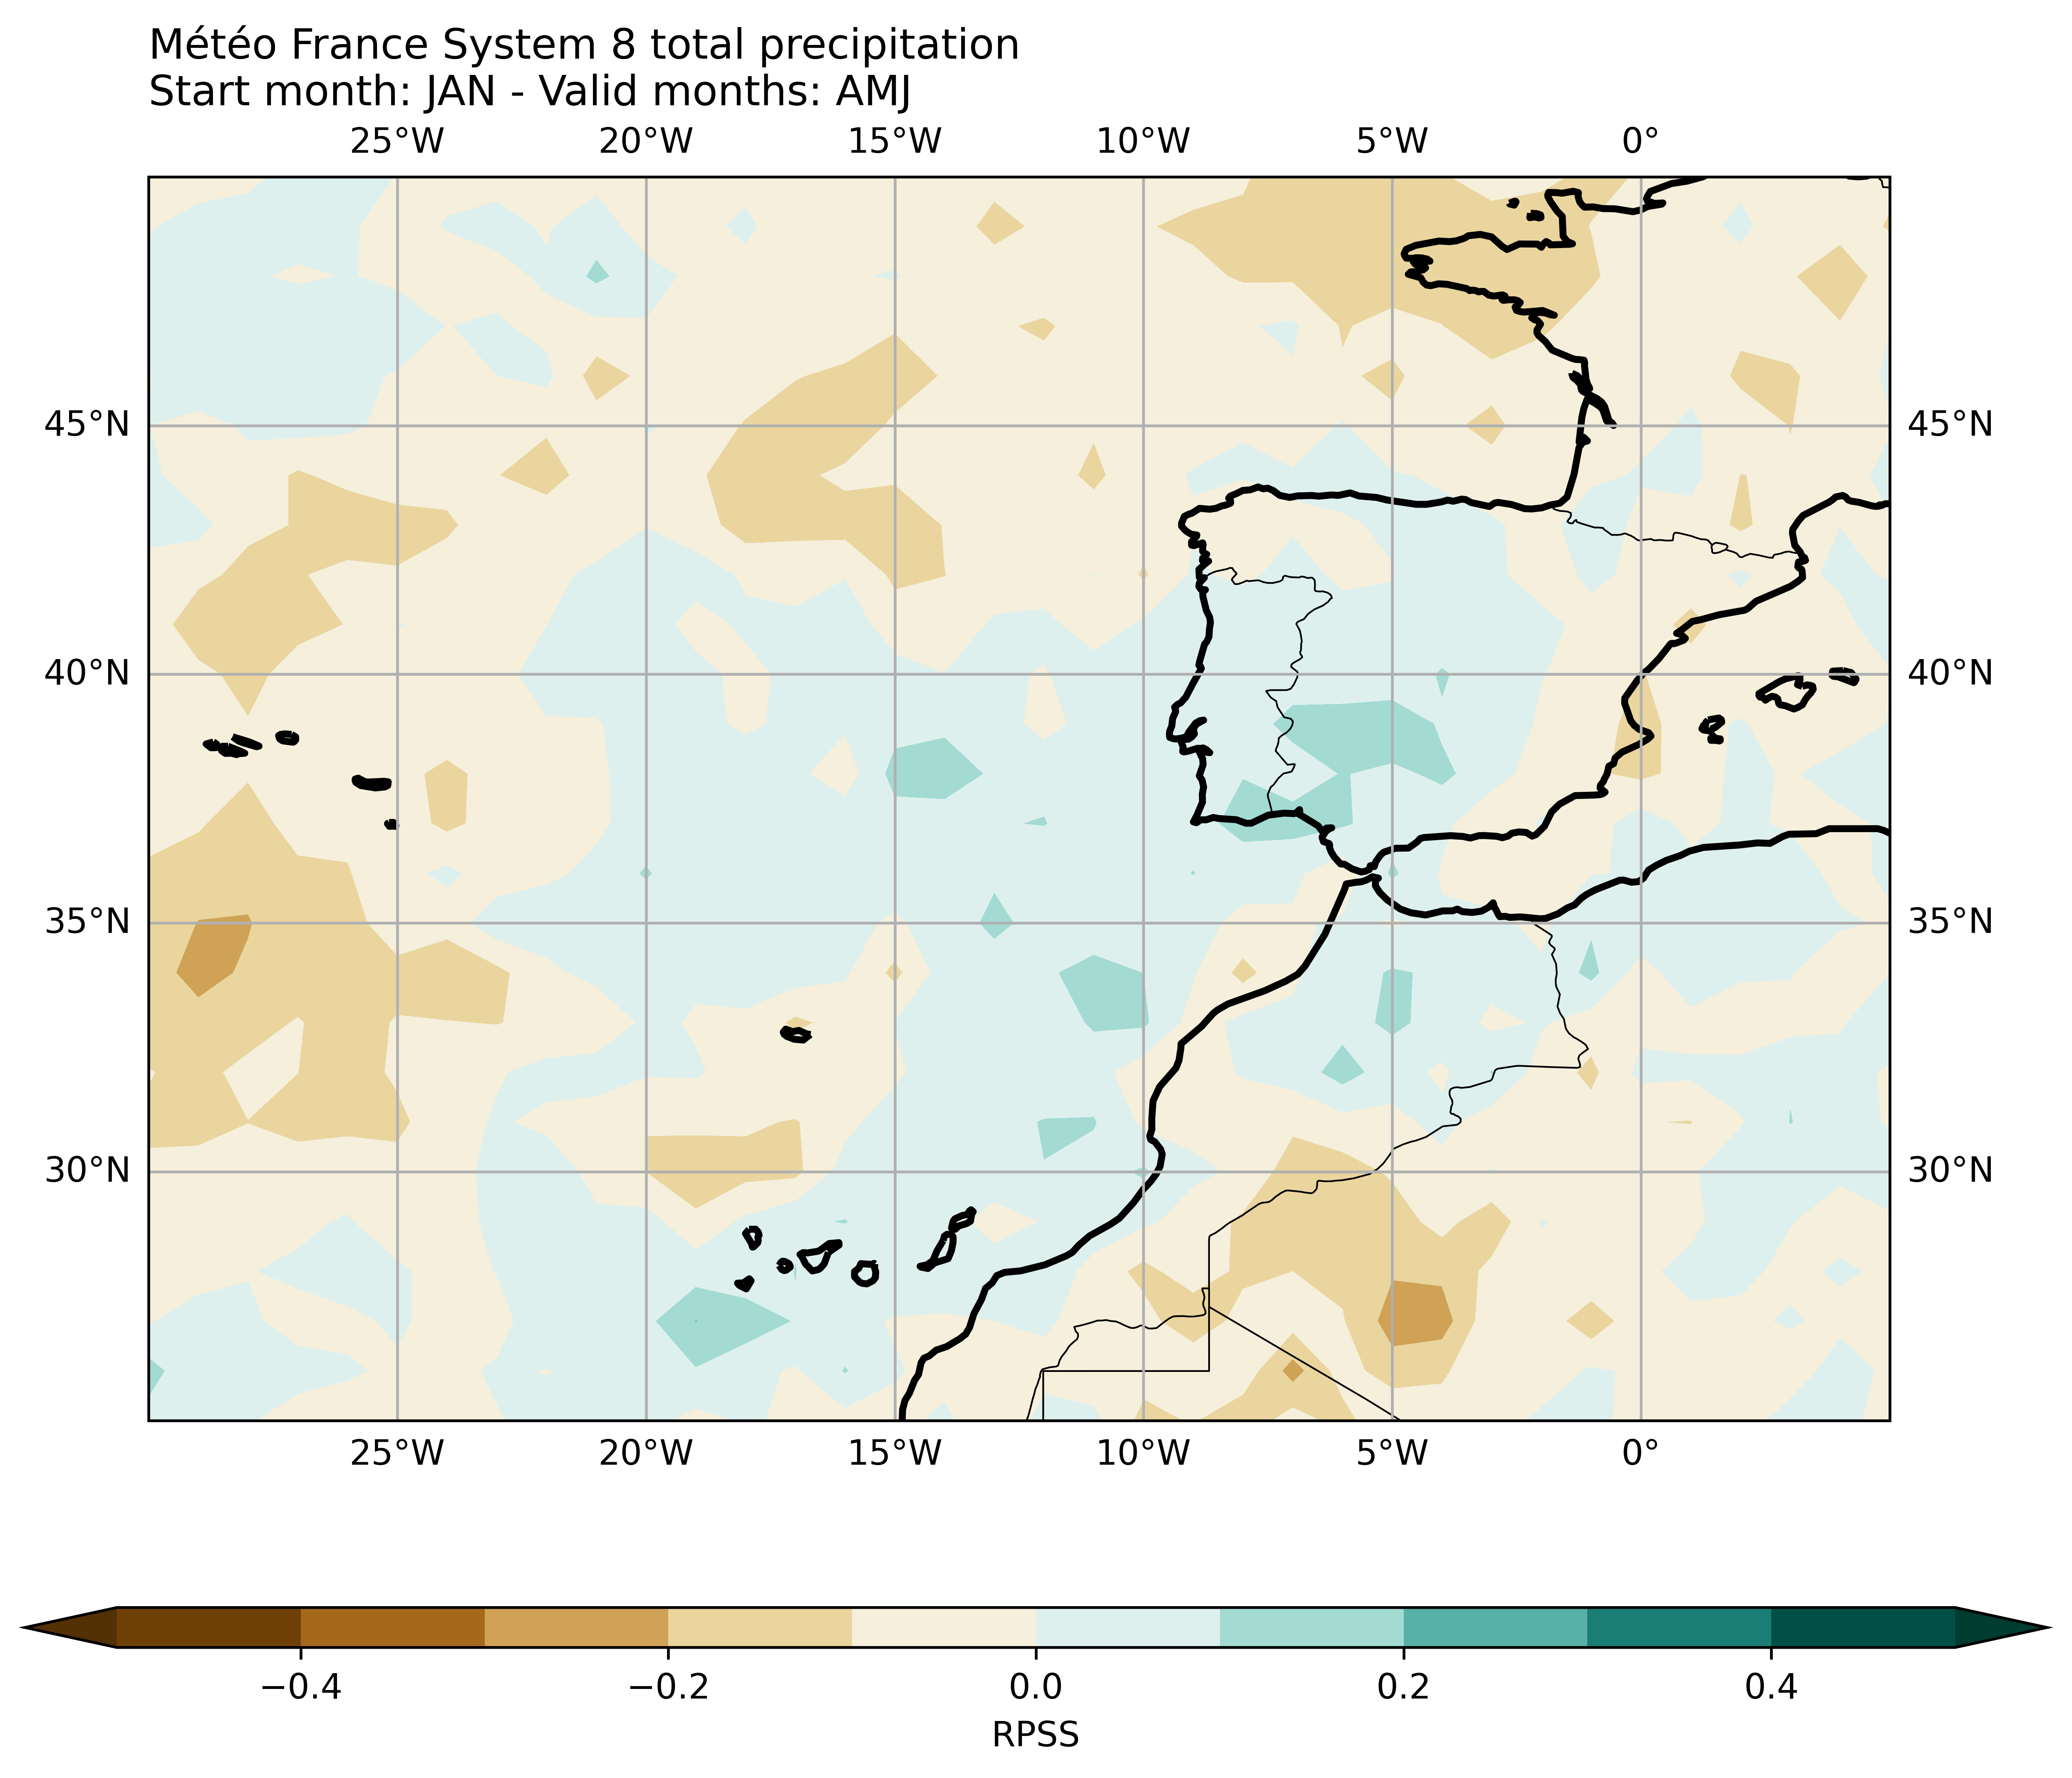 Météo France System 8 total precipitation
Start month: JAN - Valid months: AMJ
25°W 20°W 15°W 10°W 5°W 0°
45°N 45°N
40°N 40°N
35°N 35°N
30°N 30°N
25°W 20°W 15°W 10°W 5°W 0°
−0.4 −0.2 0.0 0.2 0.4
RPSS